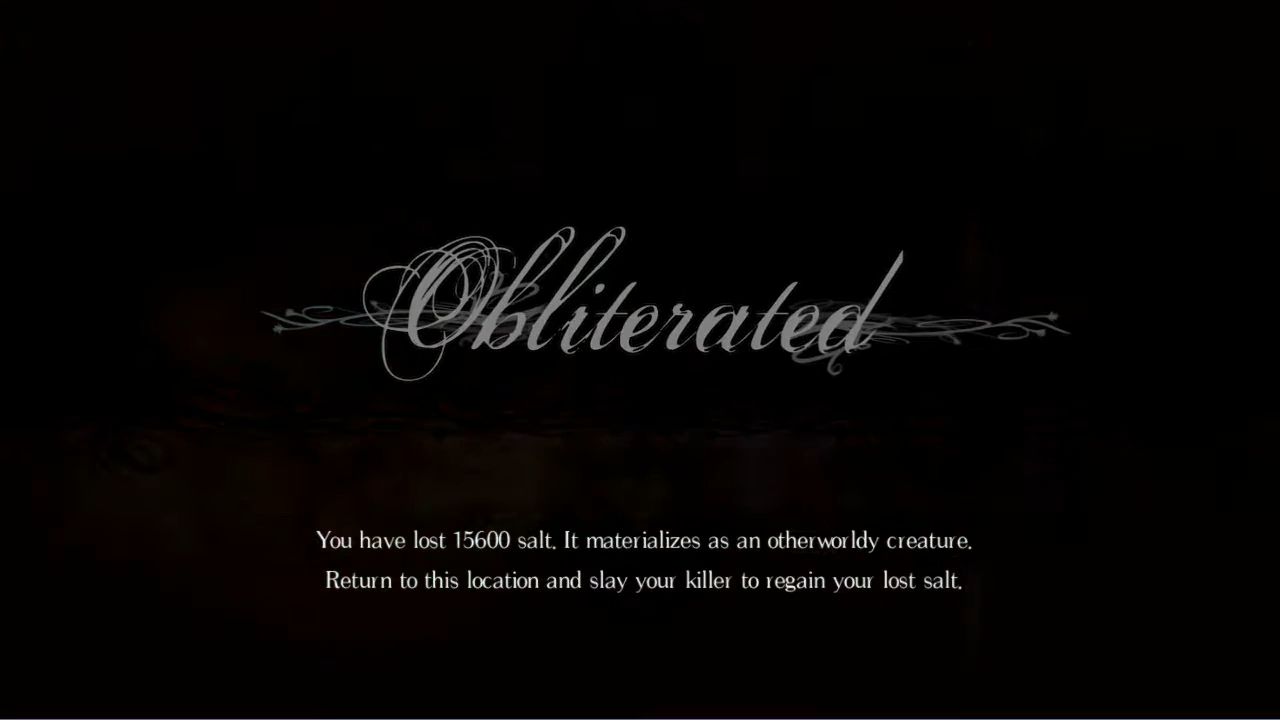 Obliterated
You have lost 15600 salt. It materializes as an otherworldly creature.
Return to this location and slay your killer to regain your lost salt.